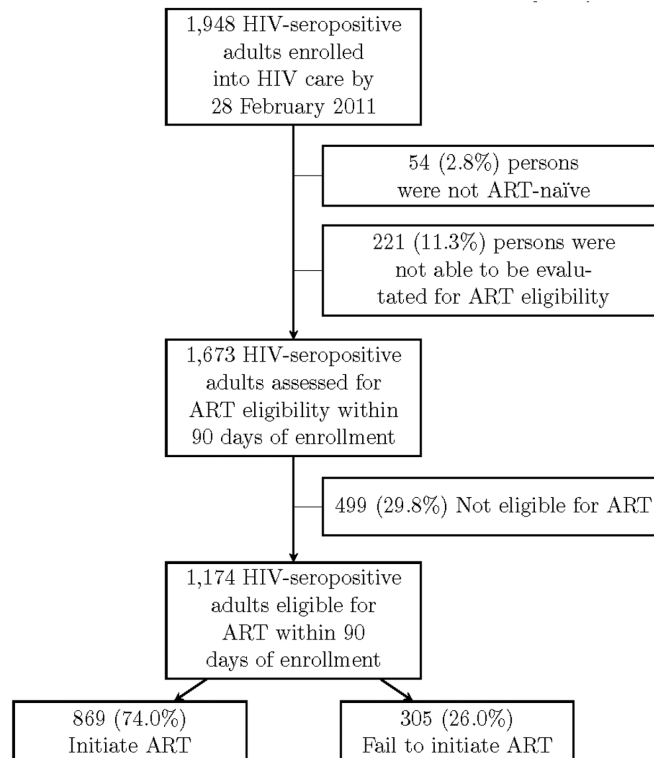 1,948 HIV-seropositive
adults enrolled
into HIV care by
28 February 2011
54 (2.8%) persons
were not ART-naïve
221 (11.3%) persons were
not able to be evalu-
tated for ART eligibility
1,673 HIV-seropositive
adults assessed for
ART eligibility within
90 days of enrollment
499 (29.8%) Not eligible for ART
1,174 HIV-seropositive
adults eligible for
ART within 90
days of enrollment
869 (74.0%)
Initiate ART
305 (26.0%)
Fail to initiate ART